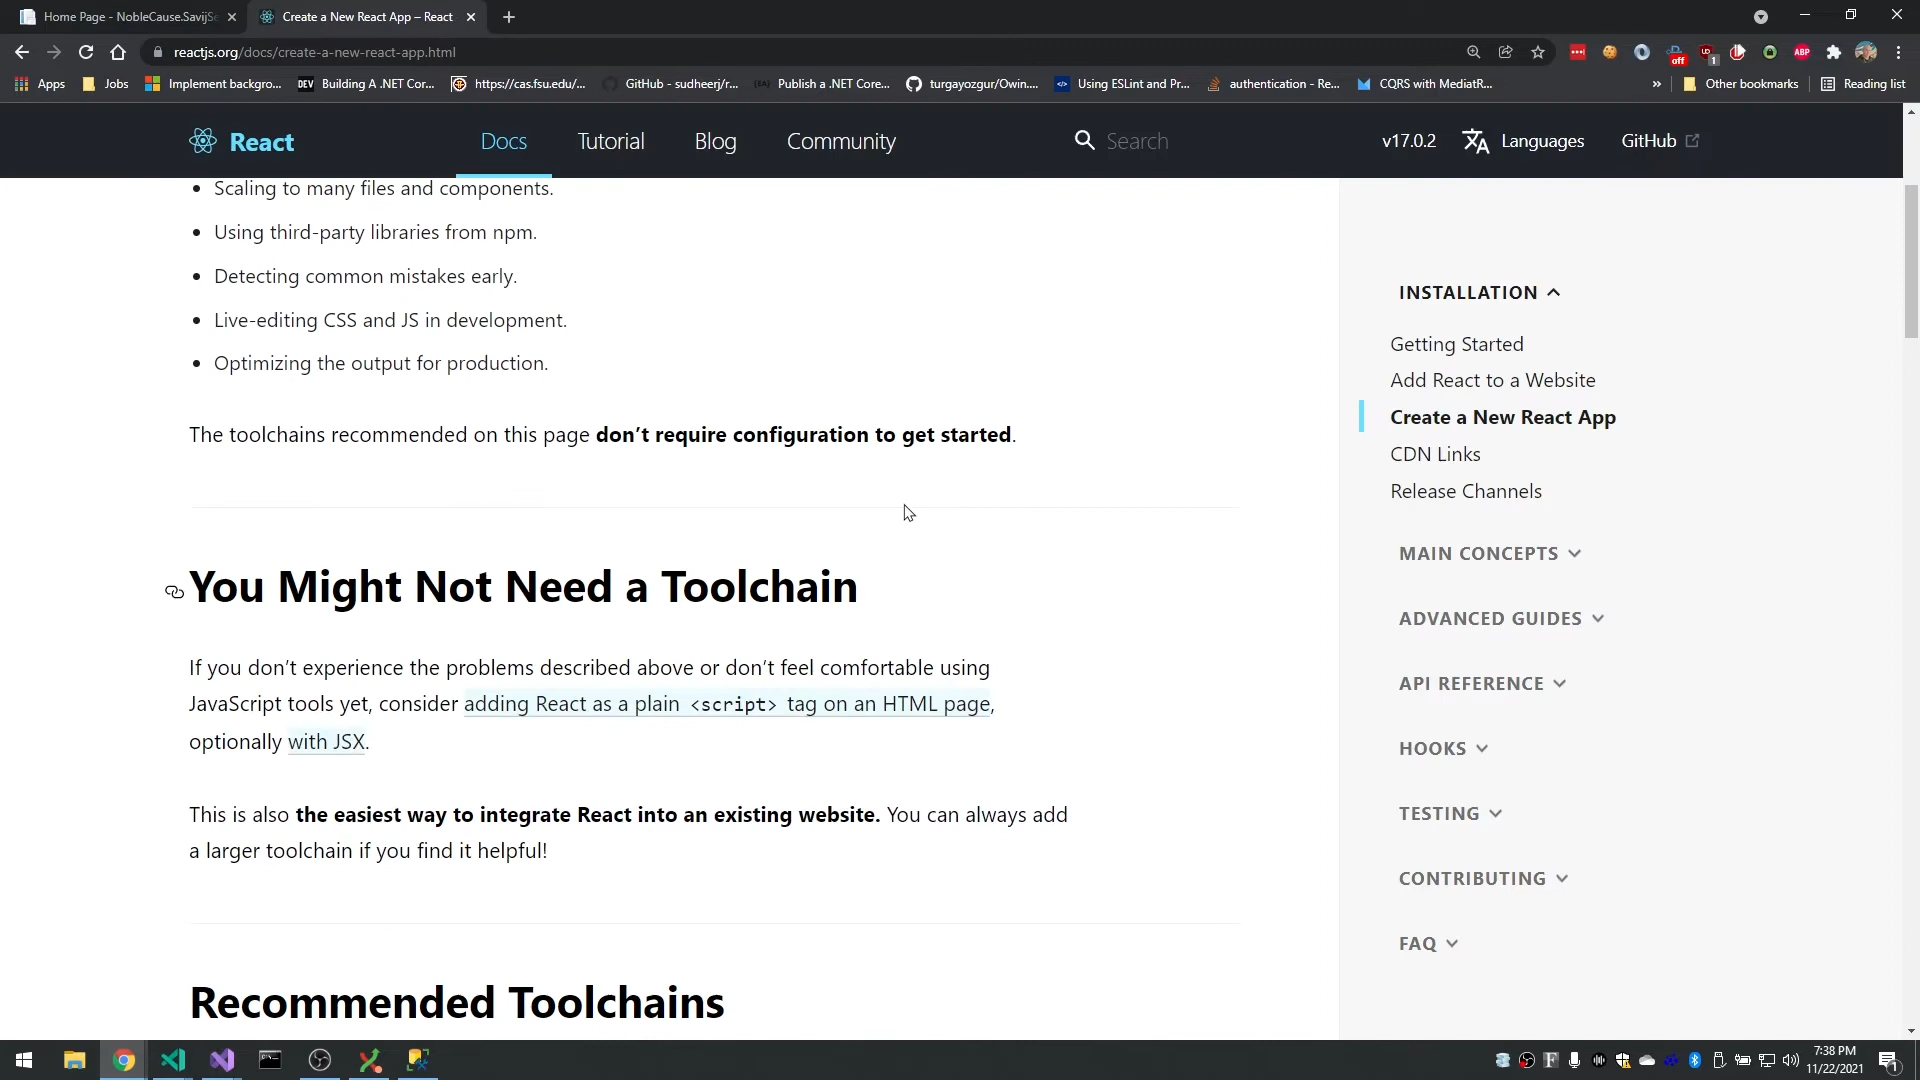 Home Page - NobleCause.SavijSe
Create a New React App – React
reactjs.org/docs/create-a-new-react-app.html
off
1
ABP
Apps
Jobs
Implement backgro...
DEV
Building A .NET Cor...
https://cas.fsu.edu/...
GitHub - sudheerj/r...
Publish a .NET Core...
turgayozgur/Owin....
Using ESLint and Pr...
authentication - Re...
CQRS with MediatR...
»
Other bookmarks
Reading list
React
Docs
Tutorial
Blog
Community
Search
v17.0.2
Languages
GitHub
• Scaling to many files and components.
• Using third-party libraries from npm.
• Detecting common mistakes early.
• Live-editing CSS and JS in development.
• Optimizing the output for production.
The toolchains recommended on this page don’t require configuration to get started.
You Might Not Need a Toolchain
If you don’t experience the problems described above or don’t feel comfortable using
JavaScript tools yet, consider adding React as a plain <script> tag on an HTML page,
optionally with JSX.
This is also the easiest way to integrate React into an existing website. You can always add
a larger toolchain if you find it helpful!
Recommended Toolchains
INSTALLATION
Getting Started
Add React to a Website
Create a New React App
CDN Links
Release Channels
MAIN CONCEPTS
ADVANCED GUIDES
API REFERENCE
HOOKS
TESTING
CONTRIBUTING
FAQ
7:38 PM
11/22/2021
1